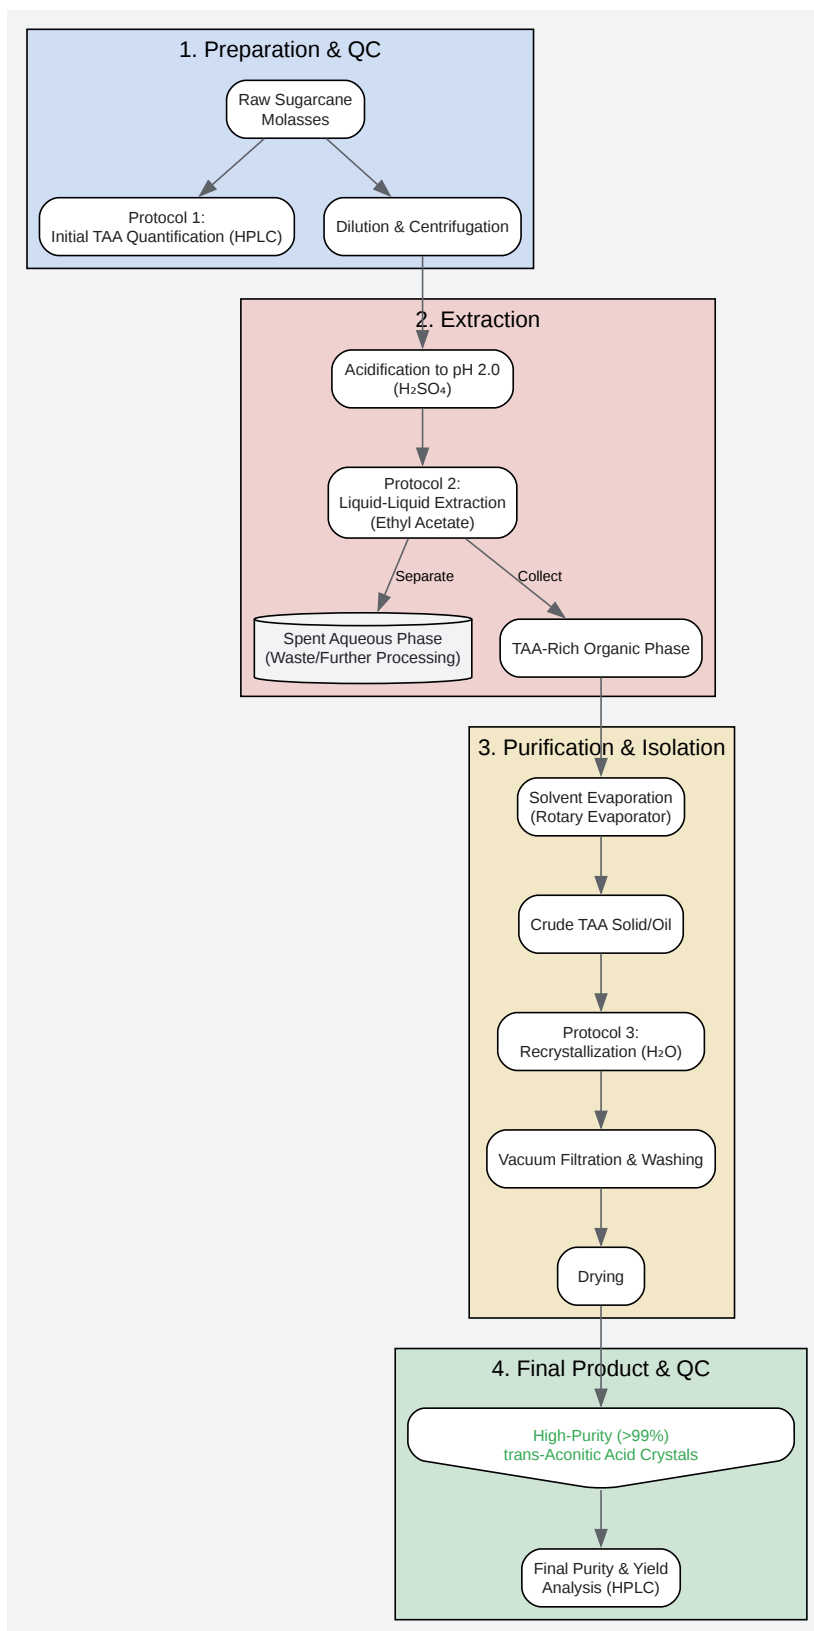 1. Preparation & QC
Raw Sugarcane
Molasses
Protocol 1:
Initial TAA Quantification (HPLC)
Dilution & Centrifugation
2. Extraction
Acidification to pH 2.0
(H₂SO₄)
Protocol 2:
Liquid-Liquid Extraction
(Ethyl Acetate)
Separate
Collect
Spent Aqueous Phase
(Waste/Further Processing)
TAA-Rich Organic Phase
3. Purification & Isolation
Solvent Evaporation
(Rotary Evaporator)
Crude TAA Solid/Oil
Protocol 3:
Recrystallization (H₂O)
Vacuum Filtration & Washing
Drying
4. Final Product & QC
High-Purity (>99%)
trans-Aconitic Acid Crystals
Final Purity & Yield
Analysis (HPLC)